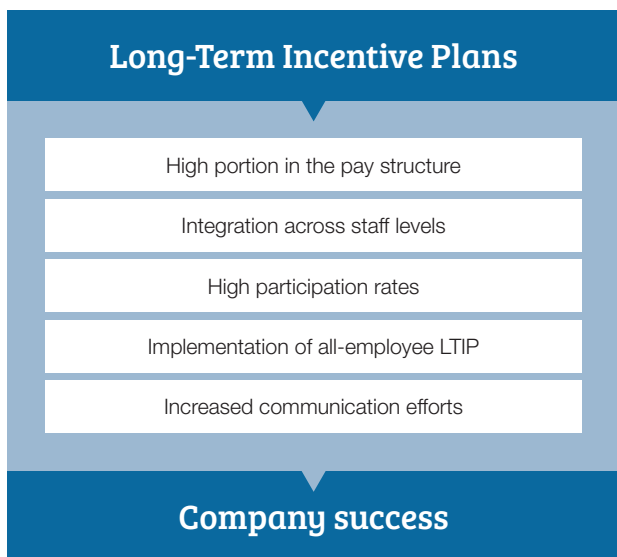 Long-Term Incentive Plans
High portion in the pay structure
Integration across staff levels
High participation rates
Implementation of all-employee LTIP
Increased communication efforts
Company success